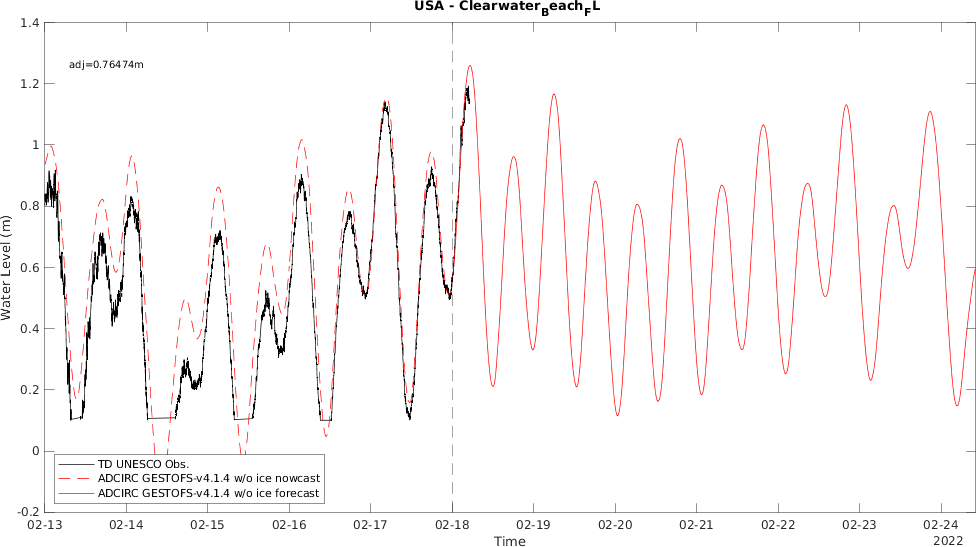 USA - Clearwater_Beach_FL
1.4
adj=0.76474m
1.2
1
0.8
0.6
0.4
0.2
0
-0.2
Water Level (m)
TD UNESCO Obs.
ADCIRC GESTOFS-v4.1.4 w/o ice nowcast
ADCIRC GESTOFS-v4.1.4 w/o ice forecast
02-13 02-14 02-15 02-16 02-17 02-18 02-19 02-20 02-21 02-22 02-23 02-24
Time 2022